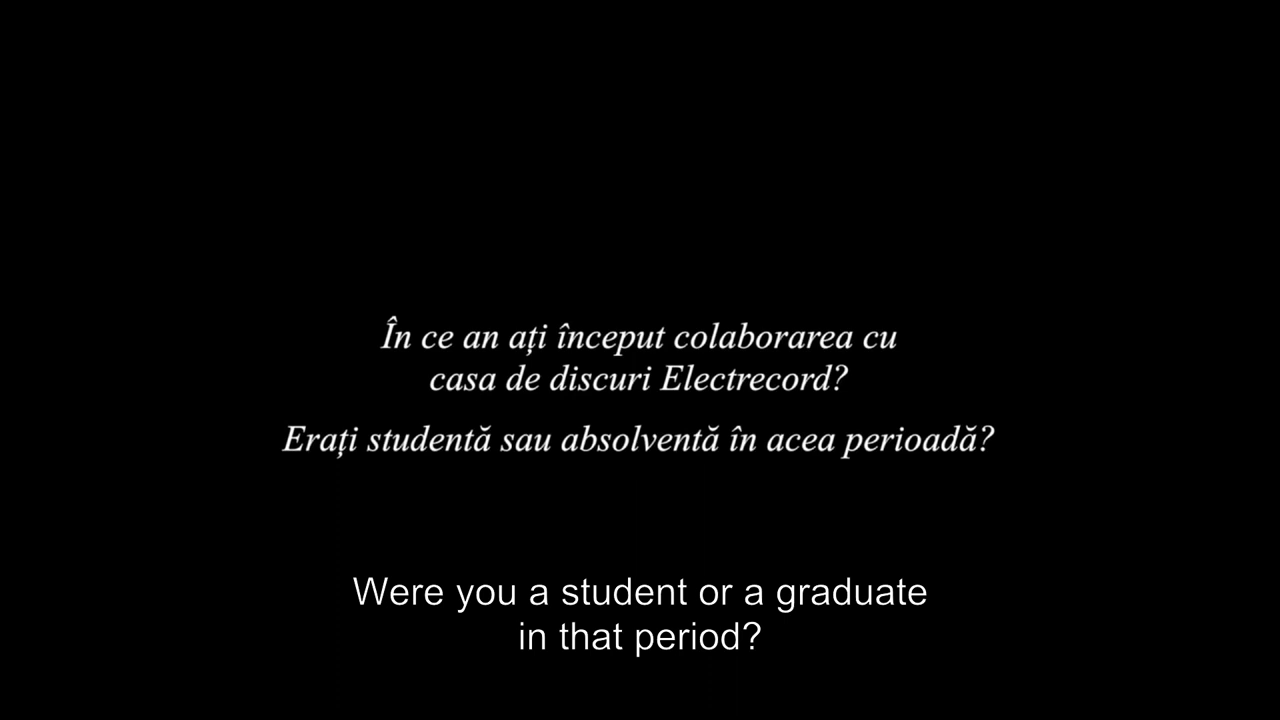 În ce an ați început colaborarea cu
casa de discuri Electrecord?
Erați studentă sau absolventă în acea perioadă?
Were you a student or a graduate
in that period?